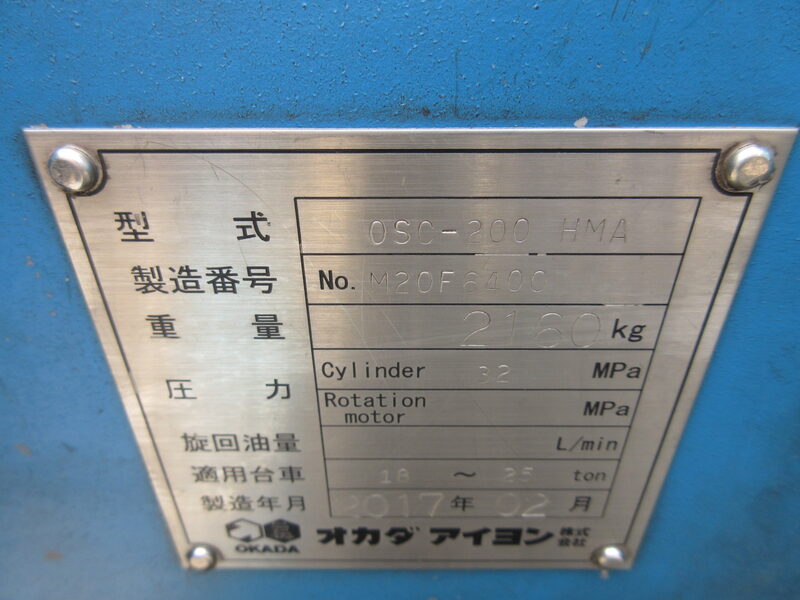 型 式 OSC-200 HMA
製造番号 No. M20F6400
重 量 2160 kg
圧 力 Cylinder 32 MPa
Rotation motor MPa
旋回油量 L/min
適用台車 18 ～ 25 ton
製造年月 2017 年 02 月
OKADA オカダ アイヨン 株式会社